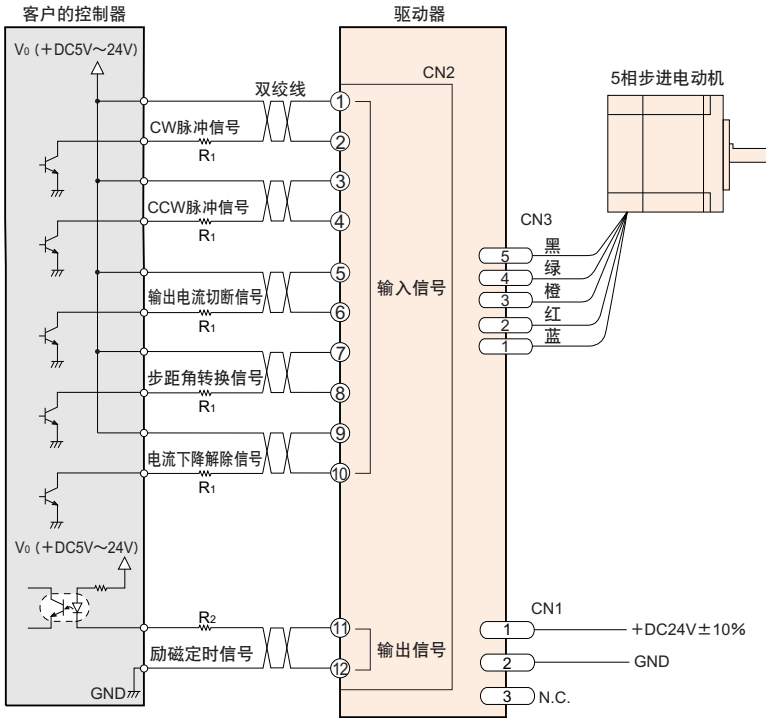 客户的控制器
驱动器
V0 (+DC5V～24V)
CN2
双绞线
5相步进电动机
CW脉冲信号
R1
1
2
CCW脉冲信号
R1
3
4
输出电流切断信号
R1
5
6
步距角转换信号
R1
7
8
电流下降解除信号
R1
9
10
输入信号
CN3
5 黑
4 绿
3 橙
2 红
1 蓝
V0 (+DC5V～24V)
R2
励磁定时信号
GND
11
12
输出信号
CN1
1 +DC24V±10%
2 GND
3 N.C.